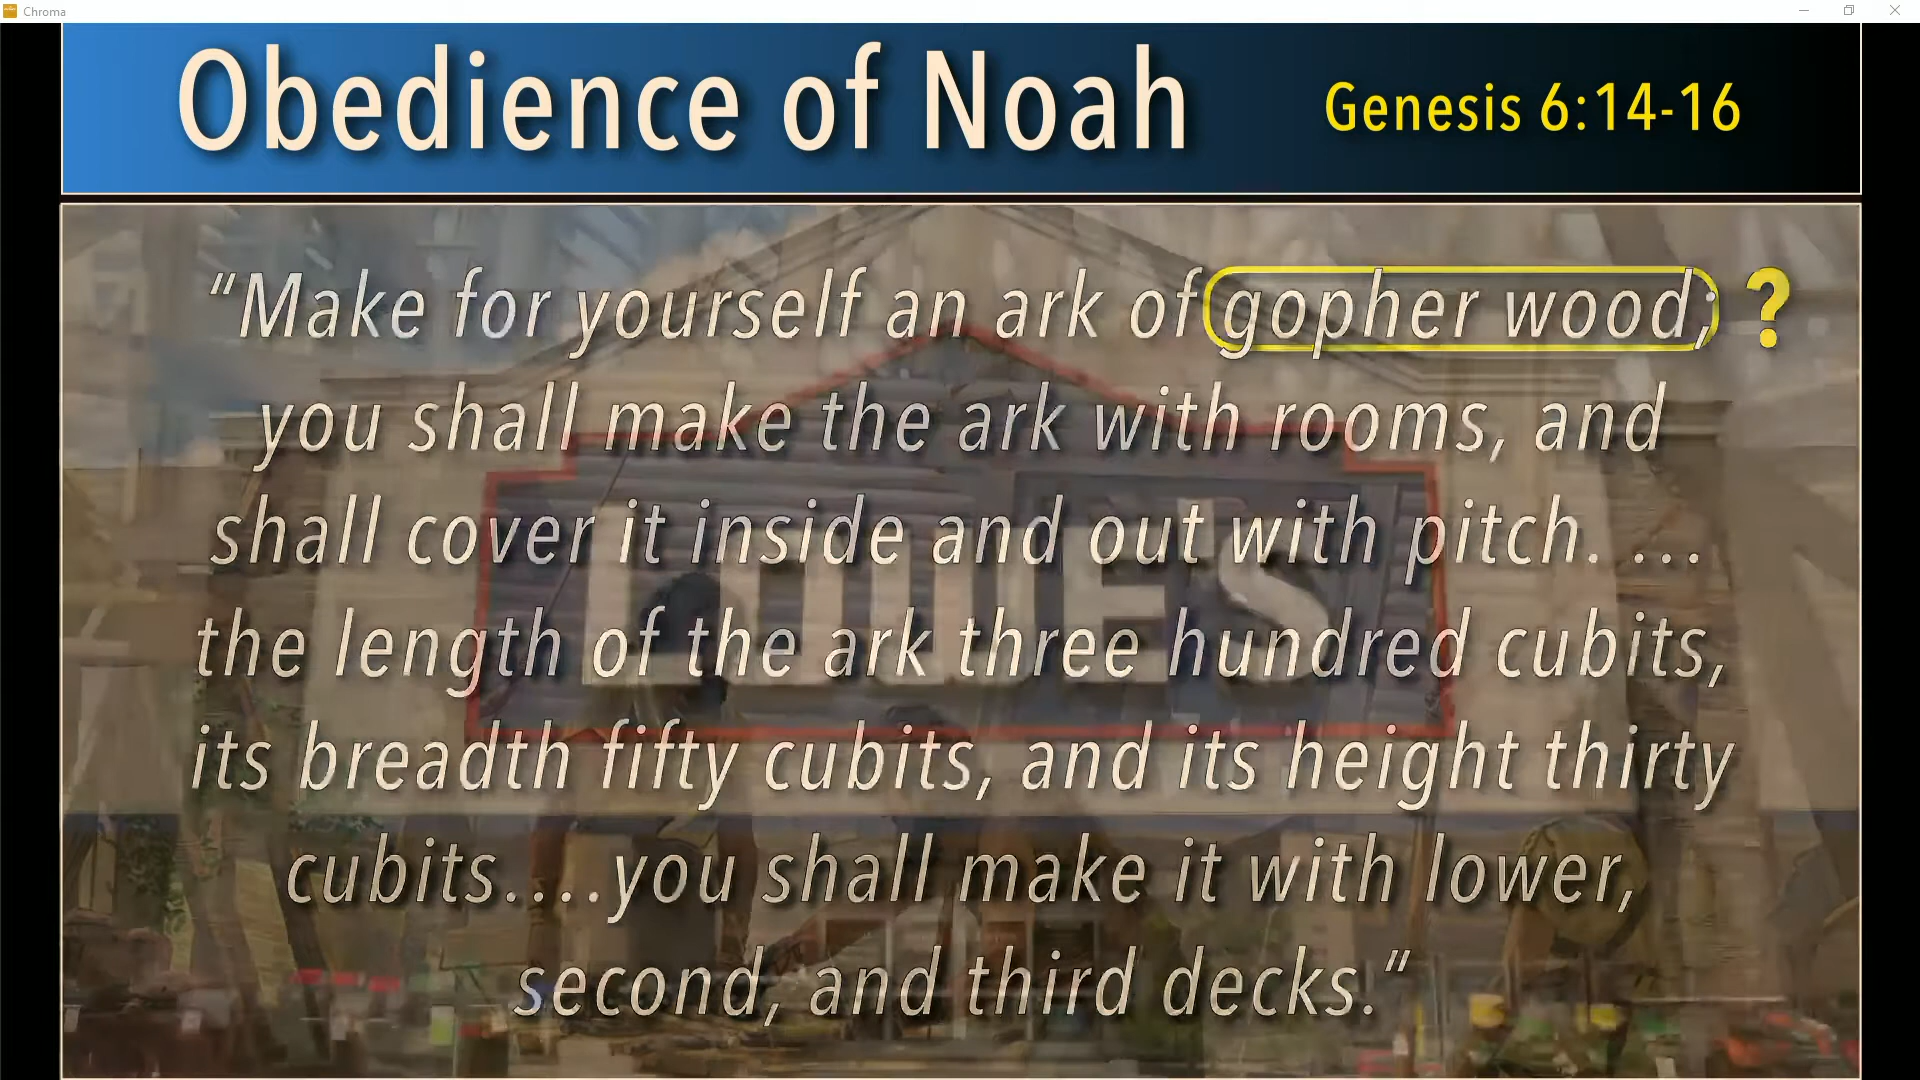 Chroma
Obedience of Noah
Genesis 6:14-16
“Make for yourself an ark of gopher wood; ?
you shall make the ark with rooms, and
shall cover it inside and out with pitch. ...
the length of the ark three hundred cubits,
its breadth fifty cubits, and its height thirty
cubits....you shall make it with lower,
second, and third decks.”
LOWE'S